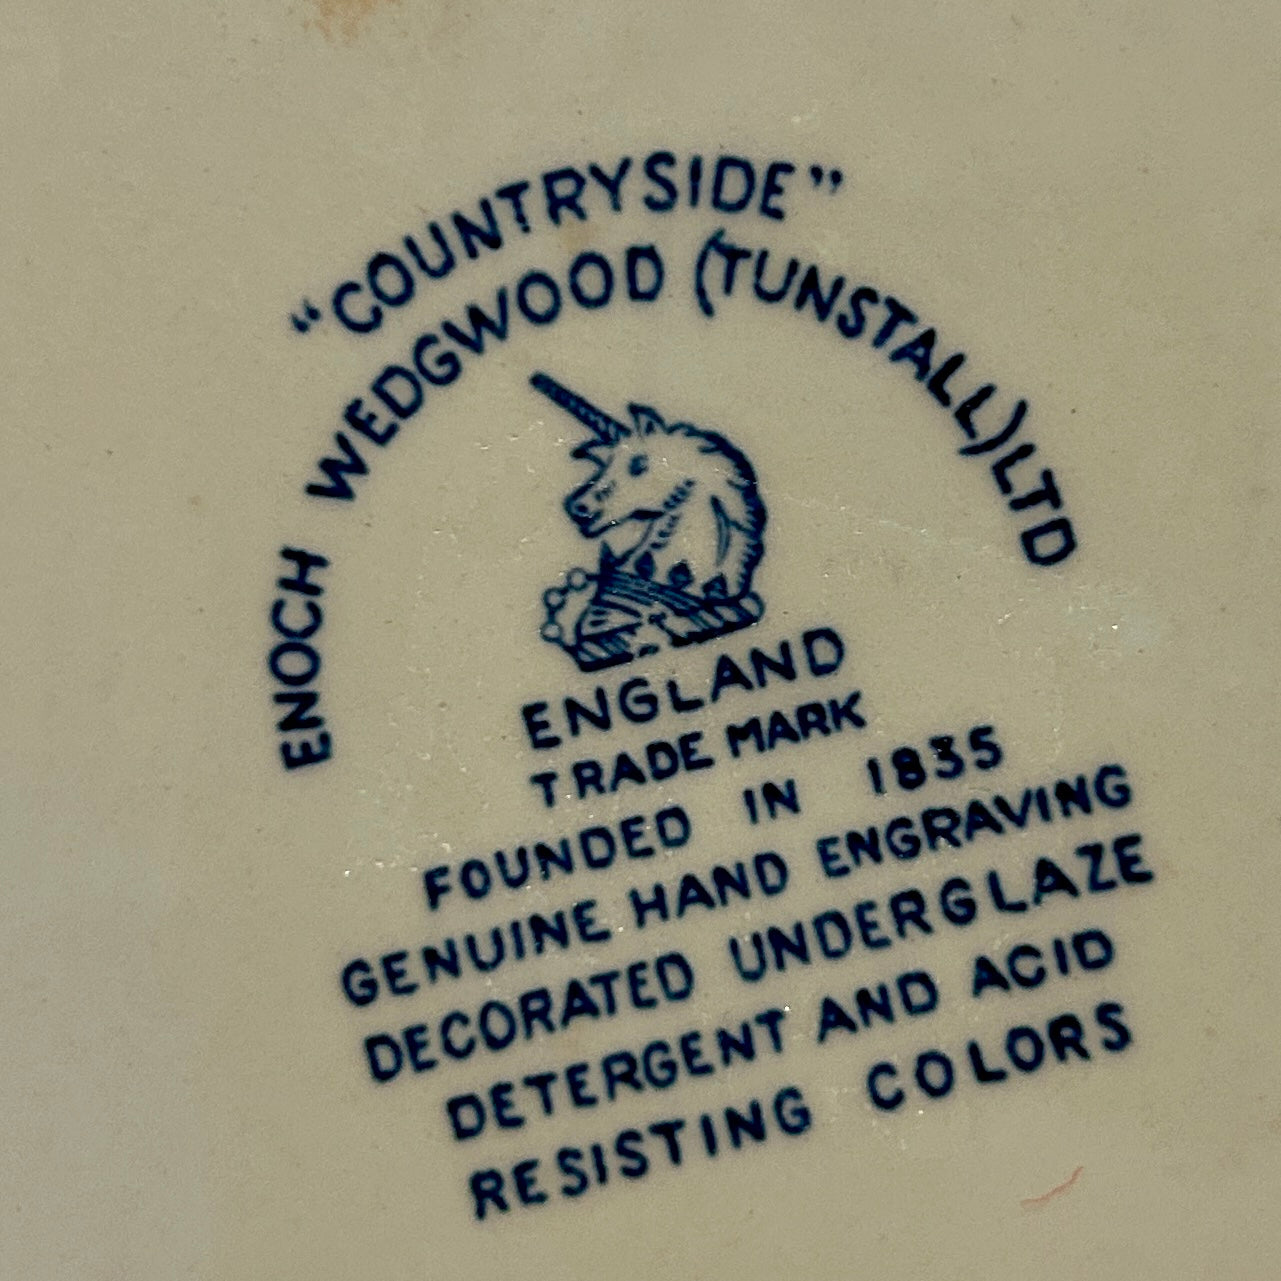 “COUNTRYSIDE”
ENOCH WEDGWOOD (TUNSTALL) LTD
ENGLAND
TRADE MARK
FOUNDED IN 1835
GENUINE HAND ENGRAVING
DECORATED UNDERGLAZE
DETERGENT AND ACID
RESISTING COLORS